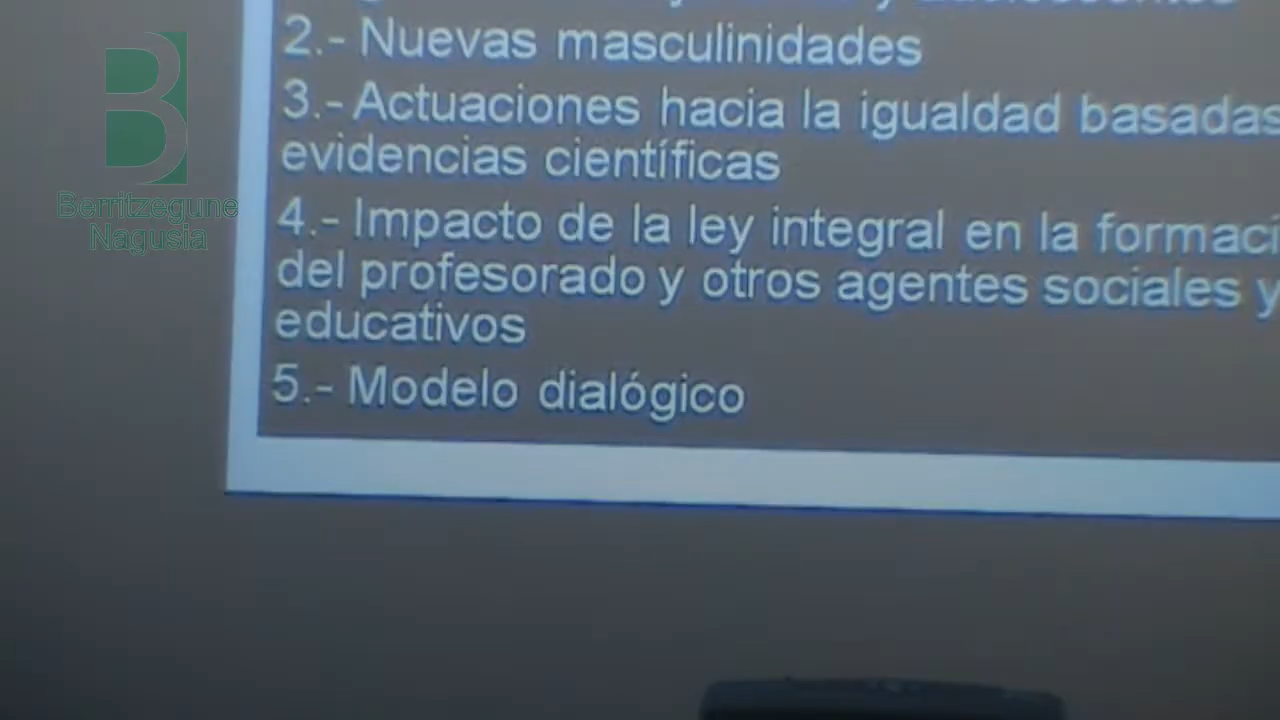 2.- Nuevas masculinidades
3.- Actuaciones hacia la igualdad basadas
evidencias científicas
4.- Impacto de la ley integral en la formaci
del profesorado y otros agentes sociales y
educativos
5.- Modelo dialógico
Berritzegune
Nagusia